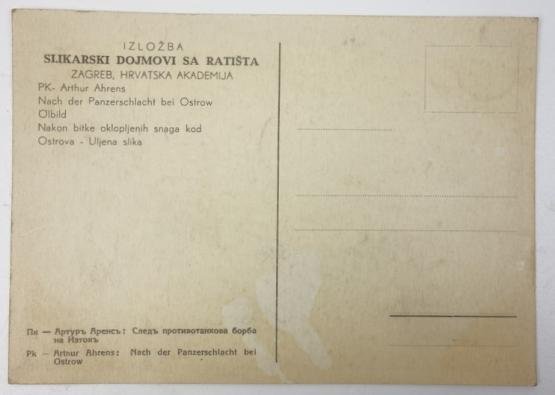 IZLOŽBA
SLIKARSKI DOJMOVI SA RATIŠTA
ZAGREB, HRVATSKA AKADEMIJA
PK- Arthur Ahrens
Nach der Panzerschlacht bei Ostrow
Ölbild
Nakon bitke oklopljenih snaga kod
Ostrova - Uljena slika
Пк — Артуръ Аренсъ: Следъ противотанкова борба
на Изтокъ
Pk — Arthur Ahrens: Nach der Panzerschlacht bei
Ostrow